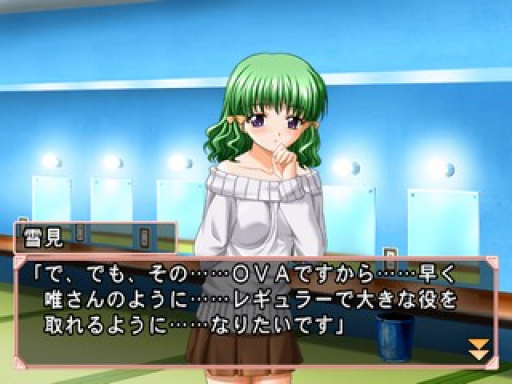 雪見
「で、でも、その……ＯＶＡですから……早く
唯さんのように……レギュラーで大きな役を
取れるように……なりたいです」